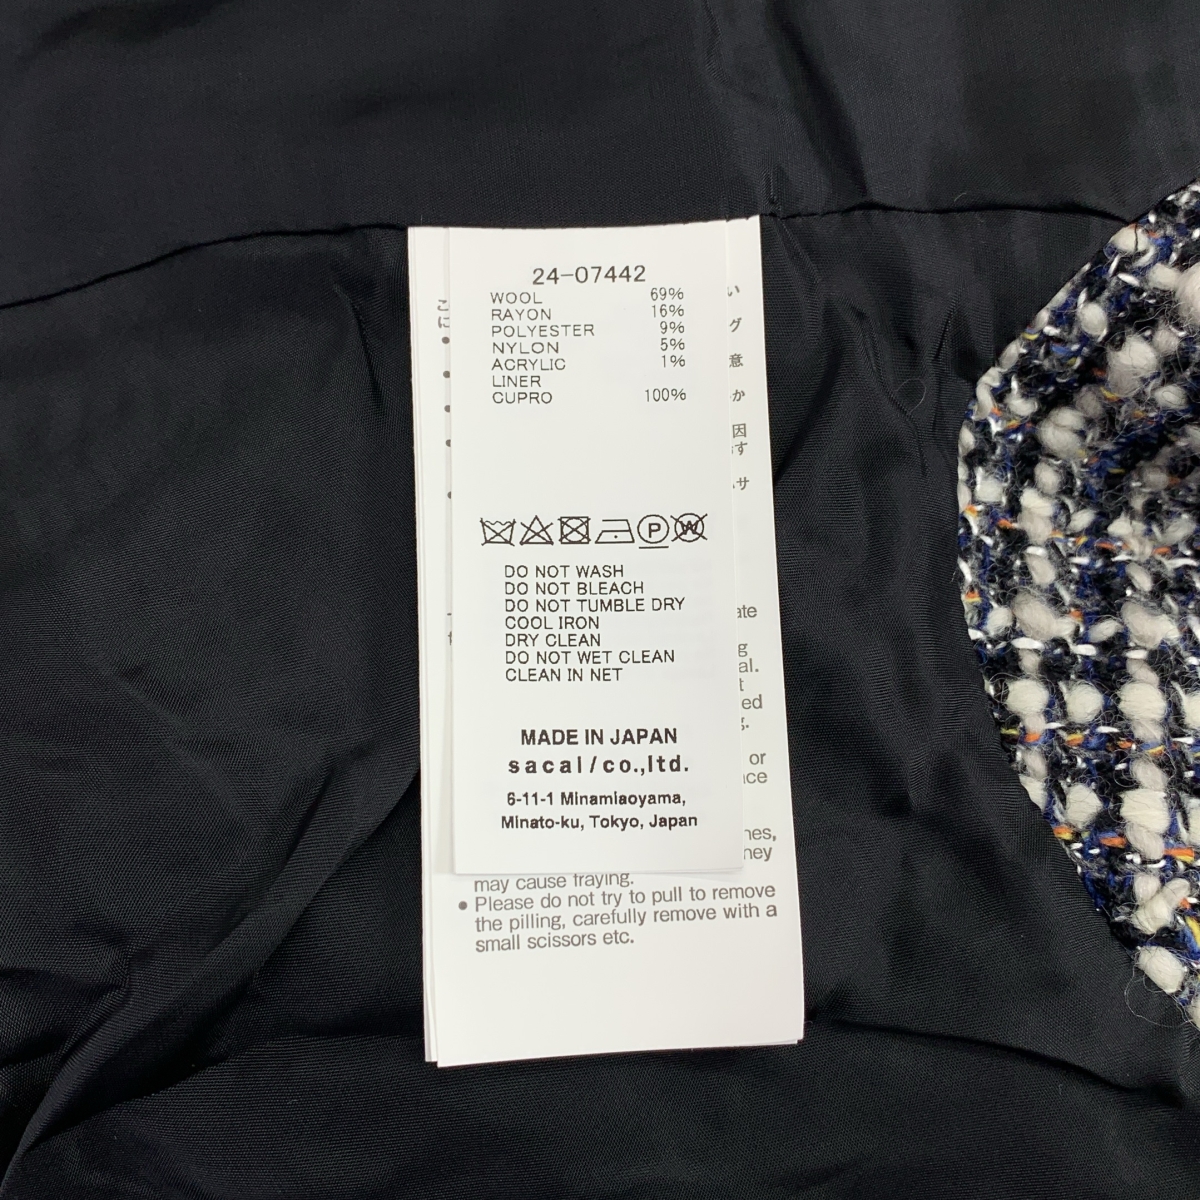 24-07442
WOOL 69%
RAYON 16%
POLYESTER 9%
NYLON 5%
ACRYLIC 1%
LINER
CUPRO 100%
P
W
DO NOT WASH
DO NOT BLEACH
DO NOT TUMBLE DRY
COOL IRON
DRY CLEAN
DO NOT WET CLEAN
CLEAN IN NET
MADE IN JAPAN
sacai/co.,ltd.
6-11-1 Minamiaoyama,
Minato-ku, Tokyo, Japan
may cause fraying.
• Please do not try to pull to remove
the pilling, carefully remove with a
small scissors etc.